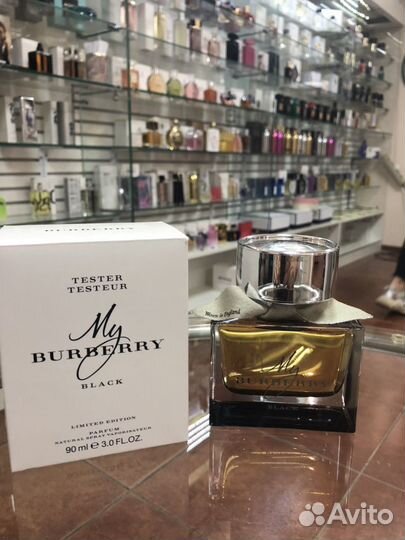 TESTER
TESTEUR
My
BURBERRY
BLACK
LIMITED EDITION
PARFUM
NATURAL SPRAY VAPORISATEUR
90 ml e 3.0 FL.OZ.
Woven in England
My
BURBERRY
BLACK
Avito